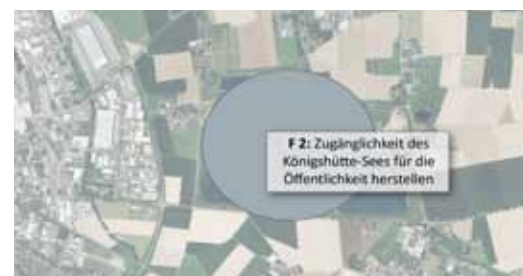 F 2: Zugänglichkeit des
Königshütte-Sees für die
Öffentlichkeit herstellen